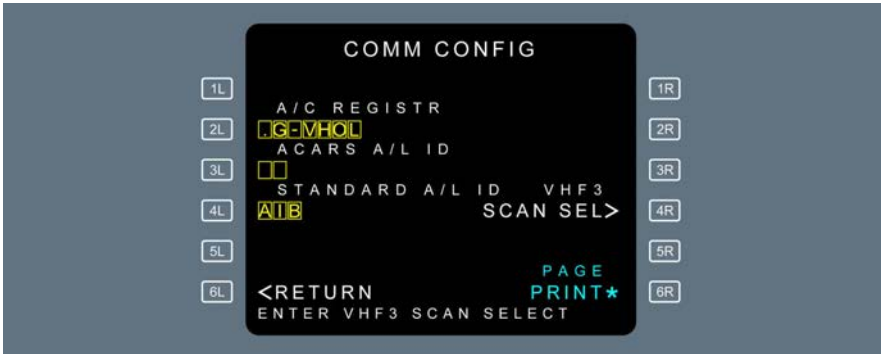 COMM CONFIG
1L 1R
A/C REGISTR
2L .G-VHOL 2R
ACARS A/L ID
3L 3R
STANDARD A/L ID VHF3
4L AIB SCAN SEL> 4R
5L 5R
PAGE
6L <RETURN PRINT* 6R
ENTER VHF3 SCAN SELECT